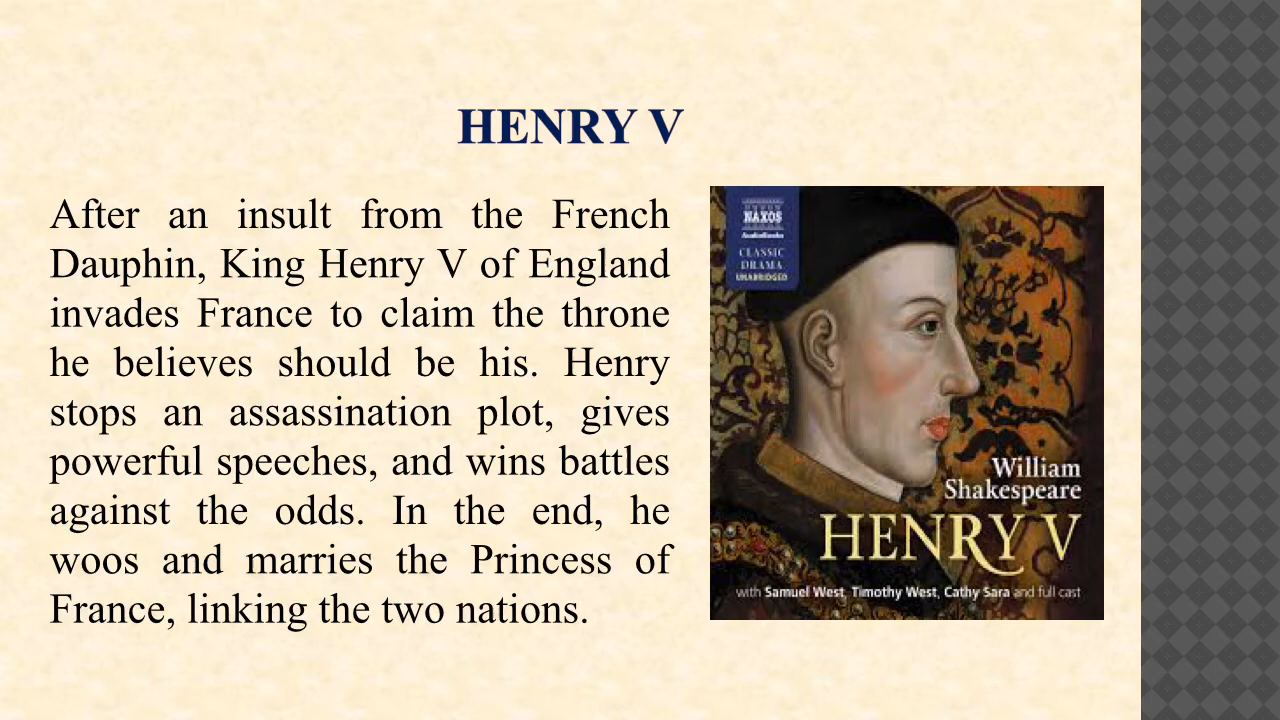 HENRY V
After an insult from the French
Dauphin, King Henry V of England
invades France to claim the throne
he believes should be his. Henry
stops an assassination plot, gives
powerful speeches, and wins battles
against the odds. In the end, he
woos and marries the Princess of
France, linking the two nations.
NAXOS
AudioBooks
CLASSIC
DRAMA
UNABRIDGED
William
Shakespeare
HENRY V
with Samuel West, Timothy West, Cathy Sara and full cast